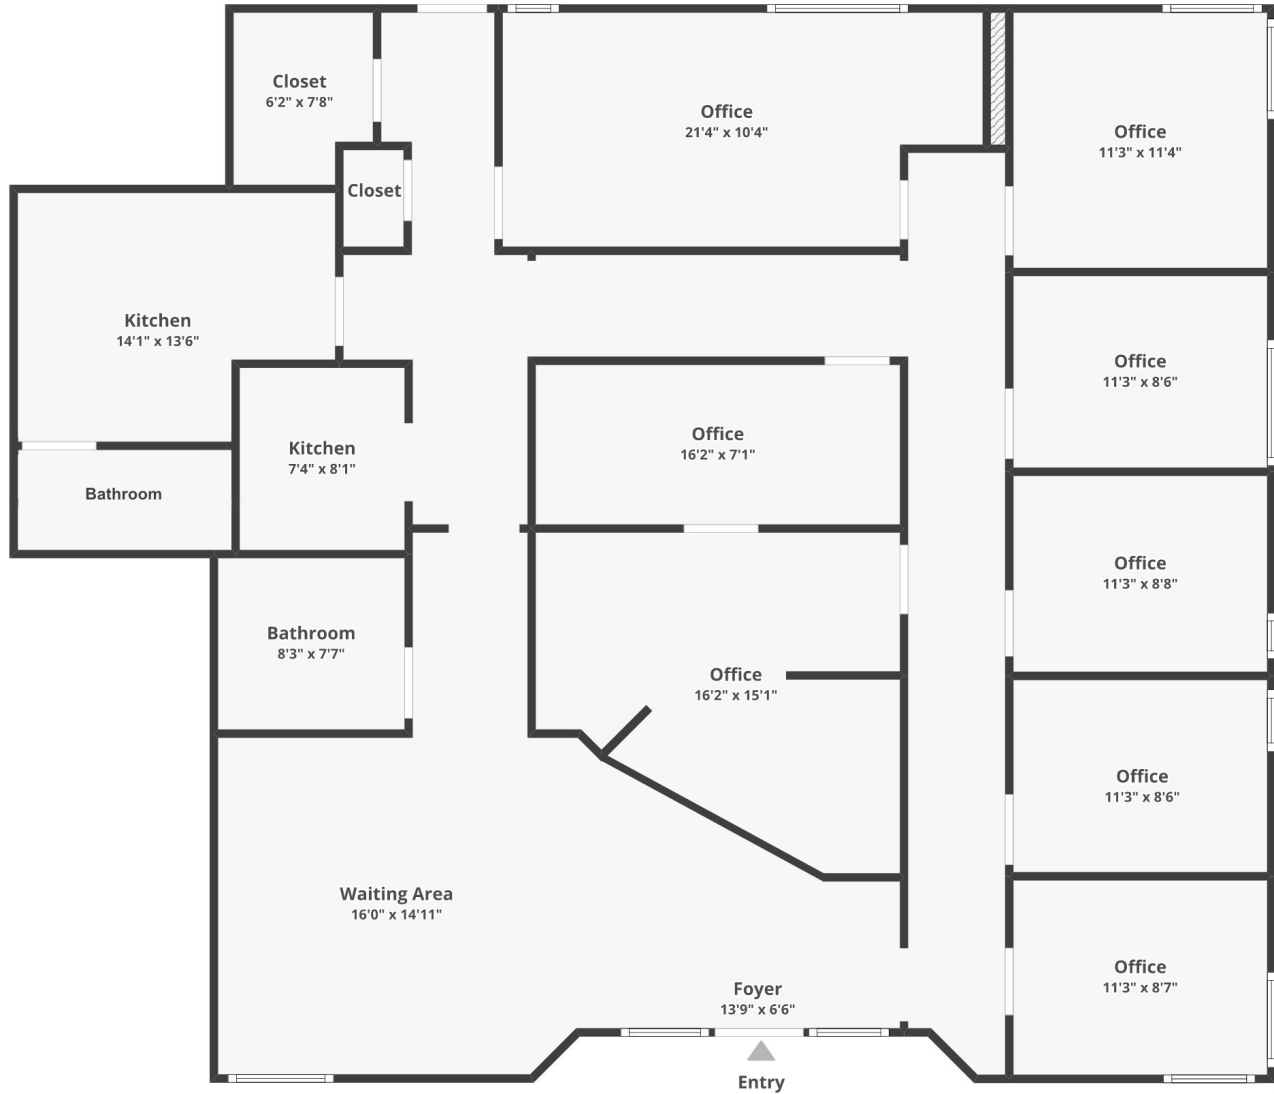 Closet
6'2" x 7'8"
Office
21'4" x 10'4"
Office
11'3" x 11'4"
Closet
Kitchen
14'1" x 13'6"
Office
11'3" x 8'6"
Kitchen
7'4" x 8'1"
Office
16'2" x 7'1"
Bathroom
Office
11'3" x 8'8"
Bathroom
8'3" x 7'7"
Office
16'2" x 15'1"
Office
11'3" x 8'6"
Waiting Area
16'0" x 14'11"
Office
11'3" x 8'7"
Foyer
13'9" x 6'6"
Entry